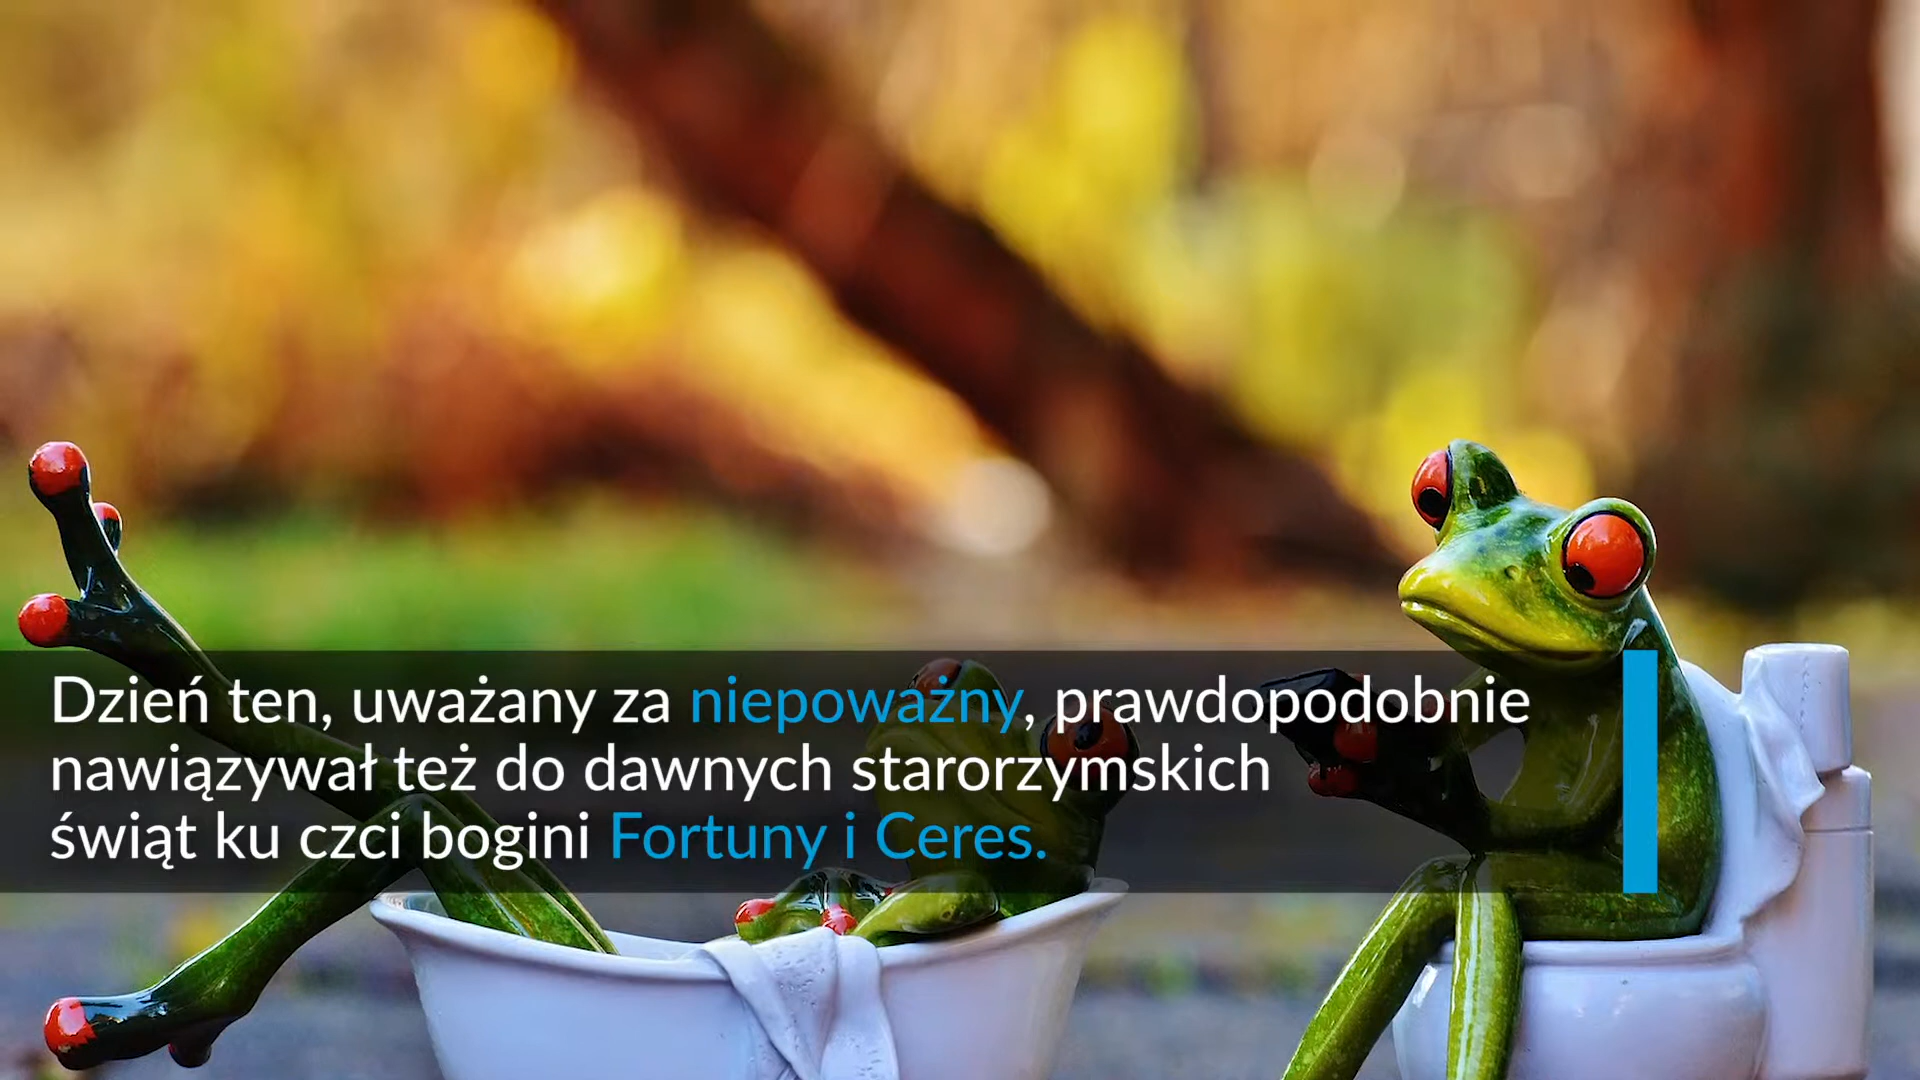 Dzień ten, uważany za niepoważny, prawdopodobnie
nawiązywał też do dawnych starorzymskich
świąt ku czci bogini Fortuny i Ceres.